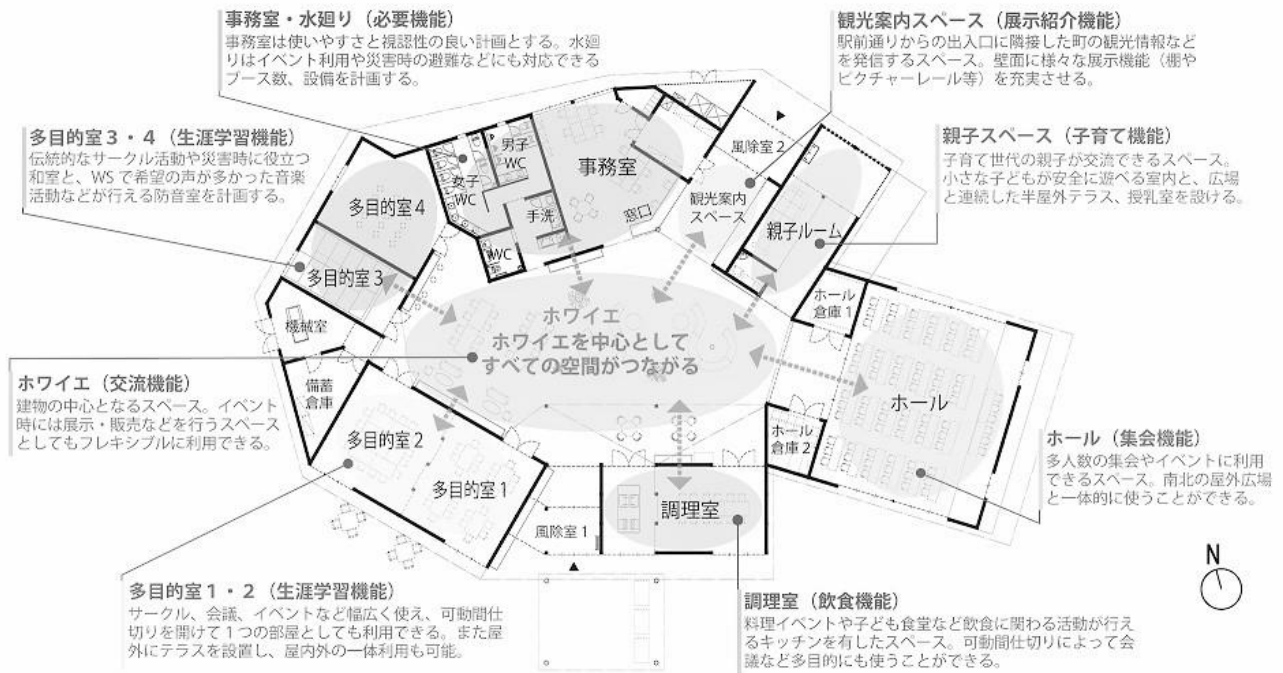 事務室・水廻り（必要機能）
事務室は使いやすさと視認性の良い計画とする。水
廻りはイベント利用や災害時の避難などにも対応できる
ブース数、設備を計画する。
観光案内スペース（展示紹介機能）
駅前通りからの出入口に隣接した町の観光情報など
を発信するスペース。壁面に様々な展示機能（棚や
ピクチャーレール等）を充実させる。
多目的室３・４（生涯学習機能）
伝統的なサークル活動や災害時に役立つ
和室と、WSで希望の声が多かった音楽
活動などが行える防音室を計画する。
親子スペース（子育て機能）
子育て世代の親子が交流できるスペース。
小さな子どもが安全に遊べる室内と、広場
と連続した半屋外テラス、授乳室を設ける。
男子
WC
女子
WC
手洗
WC
事務室
窓口
風除室 2
観光案内
スペース
親子ルーム
多目的室4
多目的室3
機械室
備蓄
倉庫
ホール
倉庫1
ホワイエ
ホワイエを中心として
すべての空間がつながる
ホール
ホール
倉庫2
多目的室2
多目的室1
風除室 1
調理室
ホワイエ（交流機能）
建物の中心となるスペース。イベント
時には展示・販売などを行うスペース
としてもフレキシブルに利用できる。
ホール（集会機能）
多人数の集会やイベントに利用
できるスペース。南北の屋外広場
と一体的に使うことができる。
多目的室１・２（生涯学習機能）
サークル、会議、イベントなど幅広く使え、可動間仕
切りを開けて１つの部屋としても利用できる。また屋
外にテラスを設置し、屋内外の一体利用も可能。
調理室（飲食機能）
料理イベントや子ども食堂など飲食に関わる活動が行え
るキッチンを有したスペース。可動間仕切りによって会
議など多目的にも使うことができる。
N